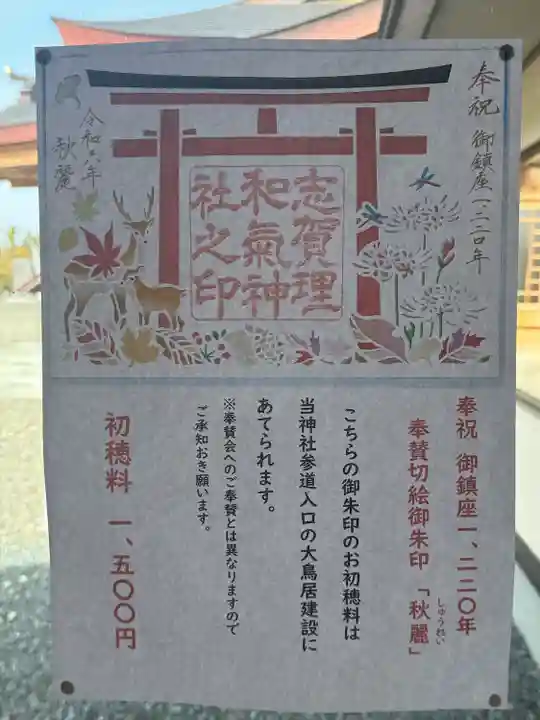 奉祝 御鎮座一、二二〇年
志賀理
和氣神
社之印
令和六年
秋麗
奉祝 御鎮座一、二二〇年
奉賛切絵御朱印「秋麗」
しゅうれい
こちらの御朱印のお初穂料は
当神社参道入口の大鳥居建設に
あてられます。
※奉賛会へのご奉賛とは異なりますので
ご承知おき願います。
初穂料 一、五〇〇円